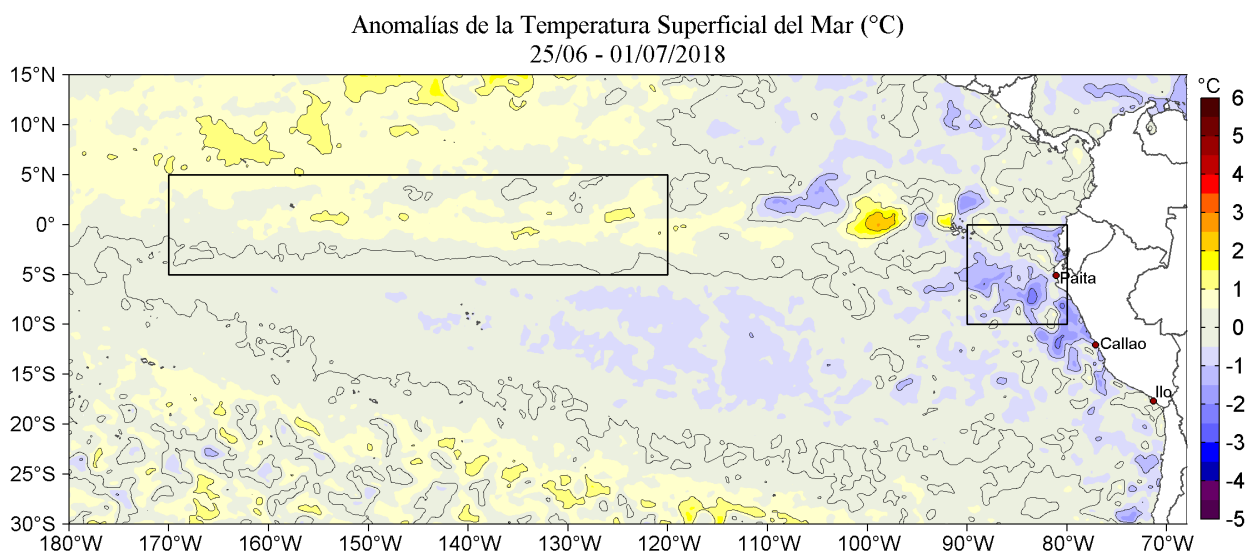 Anomalías de la Temperatura Superficial del Mar (°C)
25/06 - 01/07/2018
15°N
10°N
5°N
0°
5°S
10°S
15°S
20°S
25°S
30°S
180°W
170°W
160°W
150°W
140°W
130°W
120°W
110°W
100°W
90°W
80°W
70°W
Paita
Callao
Ilo
°C
6
5
4
3
2
1
0
-1
-2
-3
-4
-5